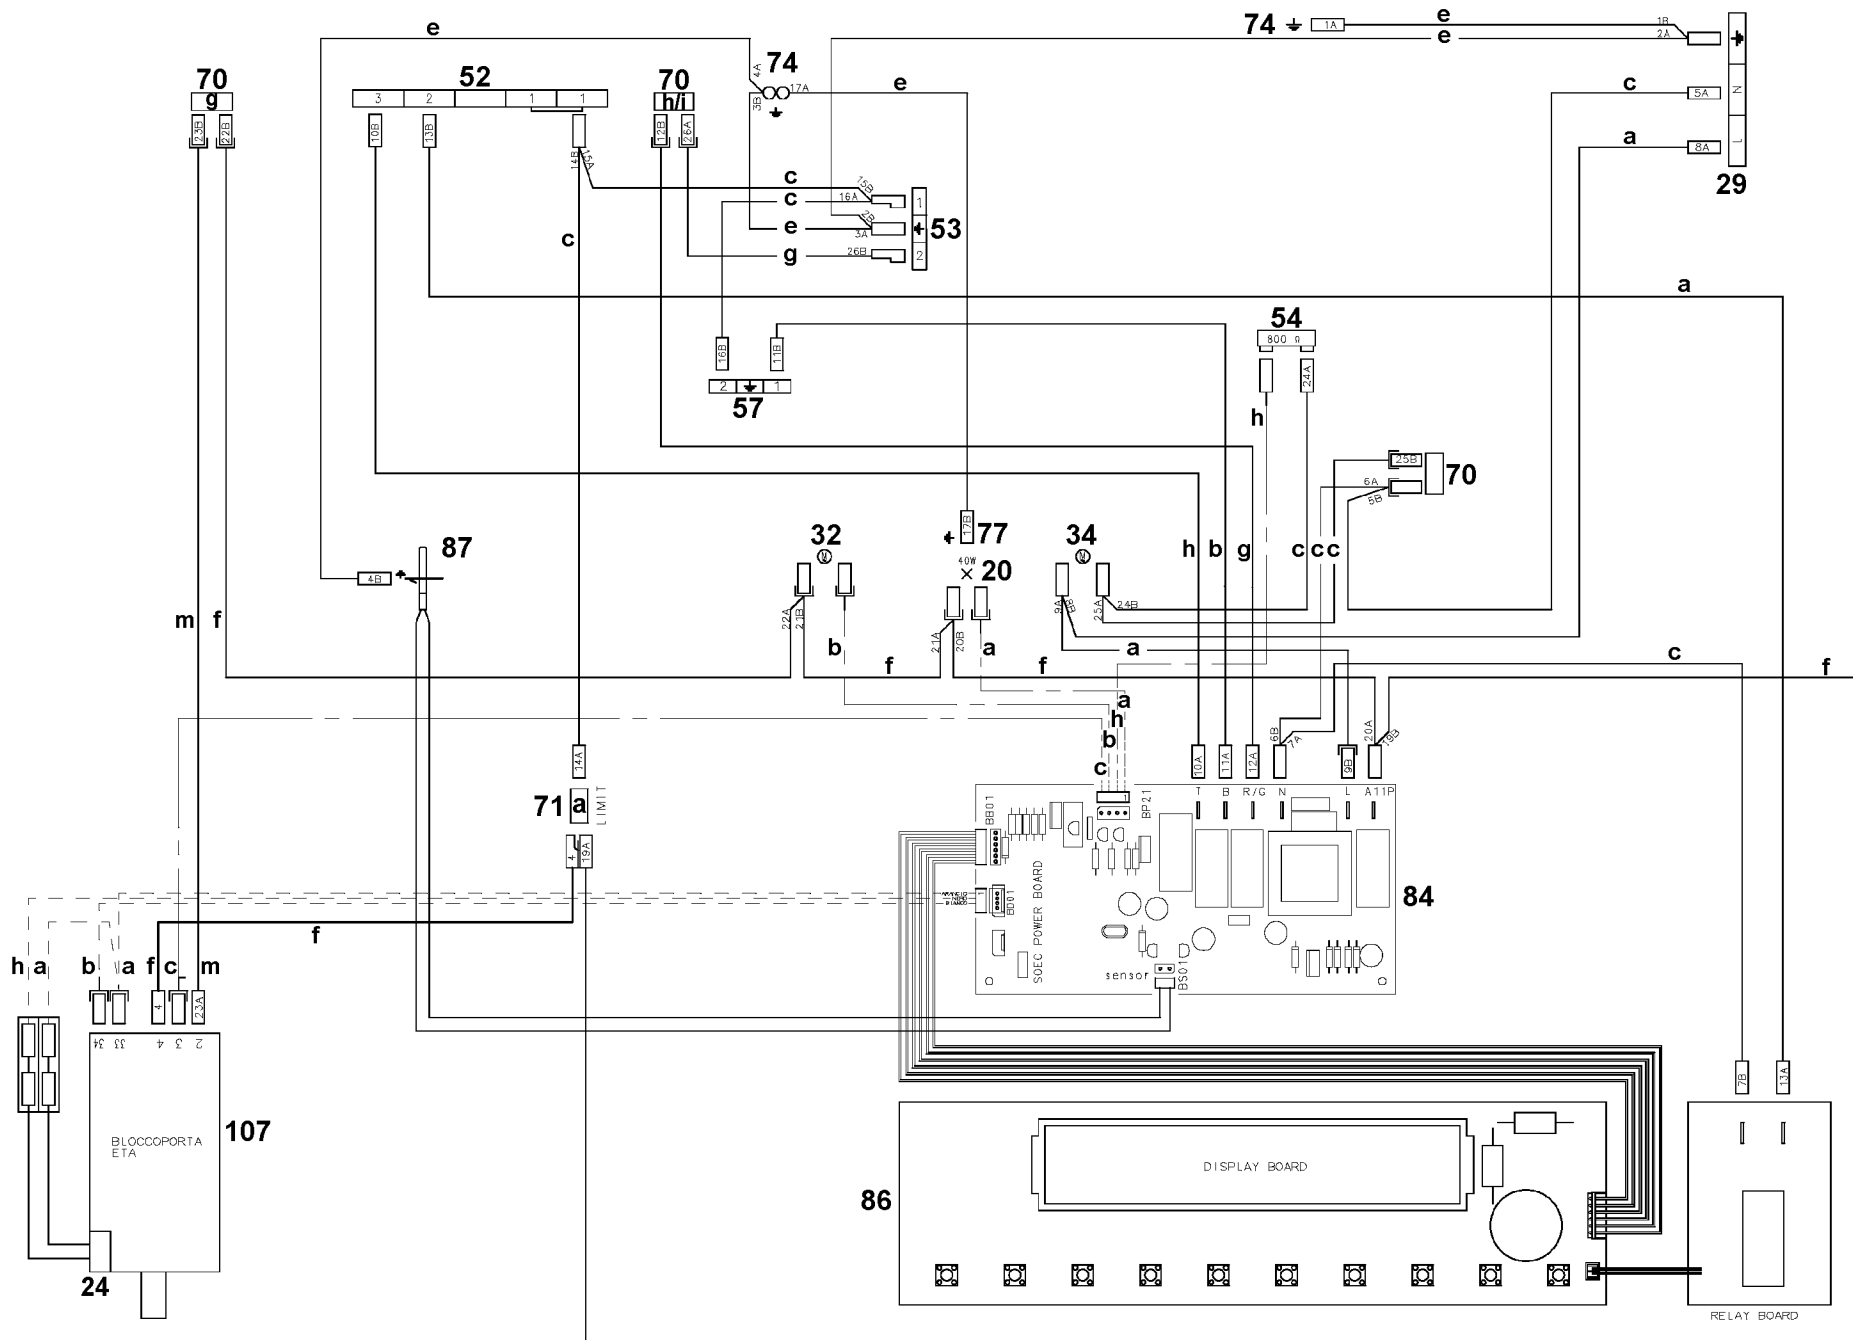 e
74
1A
e
1B
e
2A
70
g
52
70
h/i
74
4A
17A
3B
e
c
5A
N
3
2
1
1
23B
22B
10B
13B
14B
15A
12B
26A
a
8A
L
29
c
15B
c
16A
1
2B
e
3A
53
c
g
26B
2
a
54
800 Ω
16B
11B
24A
2
1
57
h
25B
6A
5B
70
87
32
M
17B
77
34
M
h
b
g
c
c
c
4B
40W
20
m
f
22A
21B
b
21A
20B
a
9A
8B
25A
24B
a
c
f
f
f
a
h
b
c
6B
7A
20A
19B
14A
10A
11A
12A
9B
71
a
LIMIT
1
BP21
T
B
R/G
N
L
A11P
BB01
4
19A
SOEC POWER BOARD
BD01
84
f
h
a
b
a
f
c
m
sensor
BS01
4
23A
34
33
4
3
2
7B
13A
BLOCCOPORTA
ETA
107
DISPLAY BOARD
86
24
RELAY BOARD